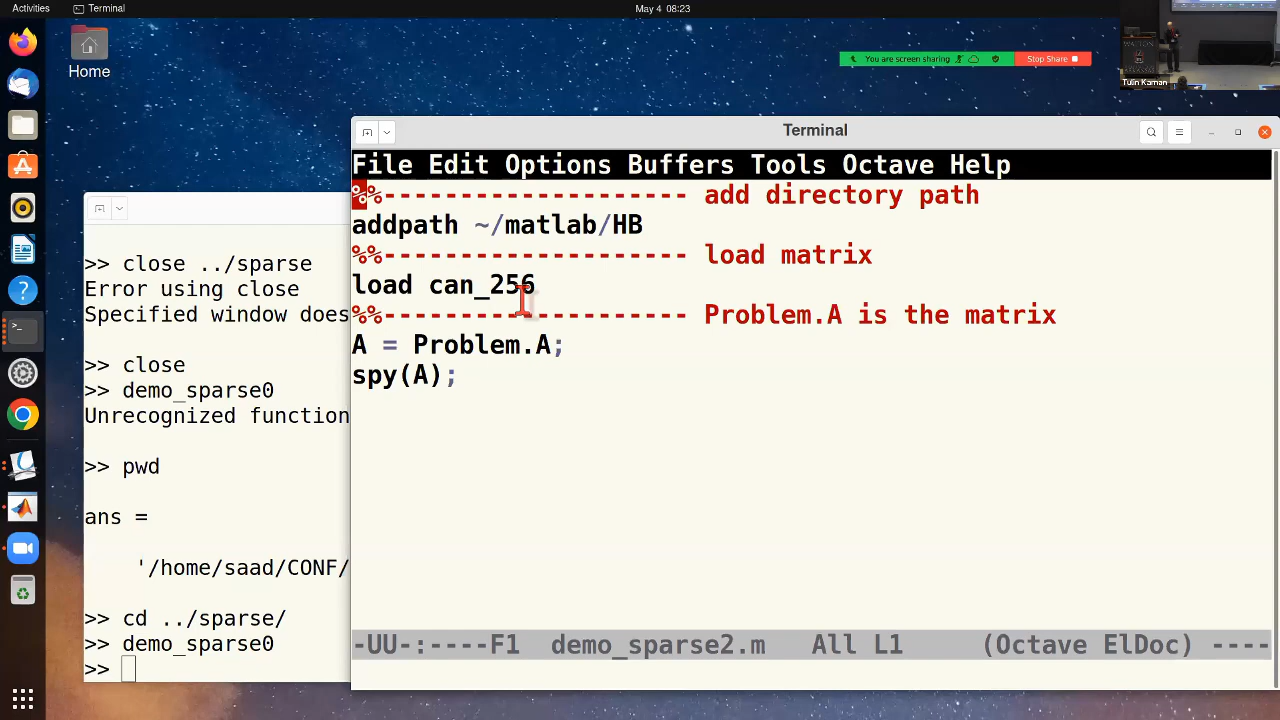 Activities
Terminal
May 4 08:23
Home
You are screen sharing
Stop Share
Tulin Kaman
Terminal
File Edit Options Buffers Tools Octave Help
%%-------------------- add directory path
addpath ~/matlab/HB
%%-------------------- load matrix
load can_256
%%-------------------- Problem.A is the matrix
A = Problem.A;
spy(A);
-UU-:----F1 demo_sparse2.m All L1 (Octave ElDoc) ----
>> close ../sparse
Error using close
Specified window does
>> close
>> demo_sparse0
Unrecognized function
>> pwd
ans =
'/home/saad/CONF/
>> cd ../sparse/
>> demo_sparse0
>>